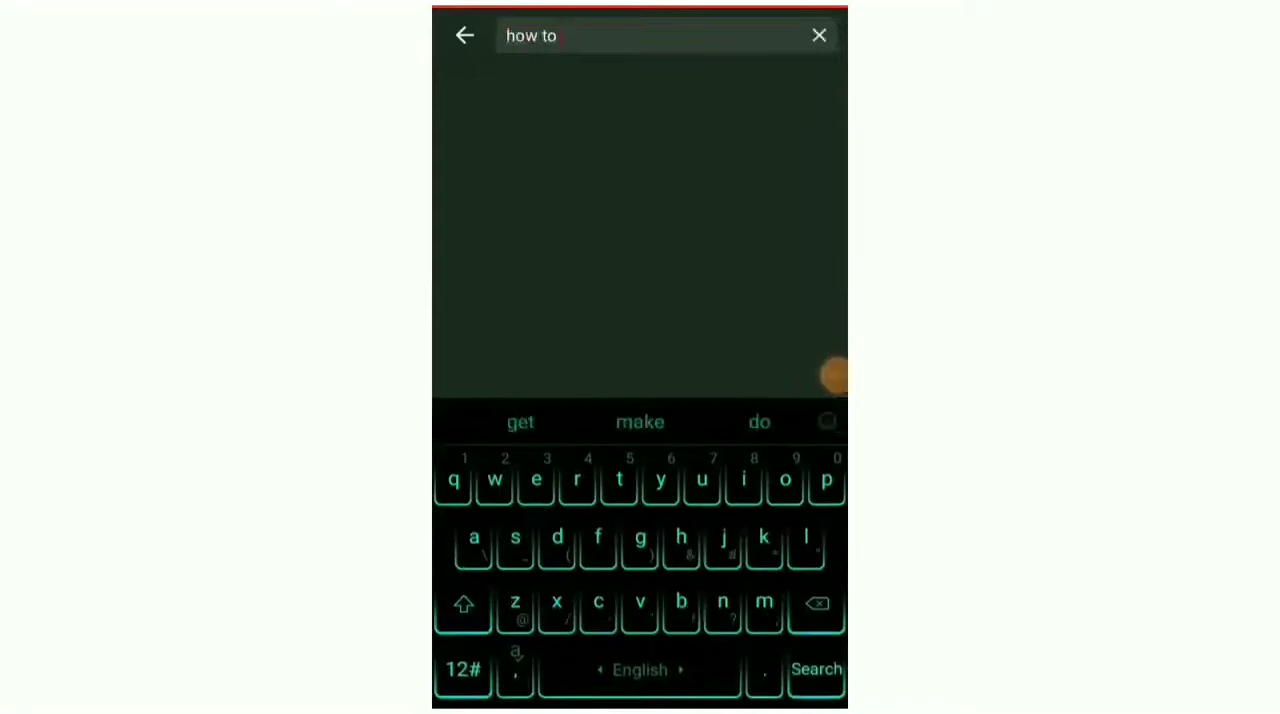 how to
get make do
1 2 3 4 5 6 7 8 9 0
q w e r t y u i o p
a s d f g h j k l
\ _ ( ) & # * "
z x c v b n m
@ / ! ?
12# , English . Search
a